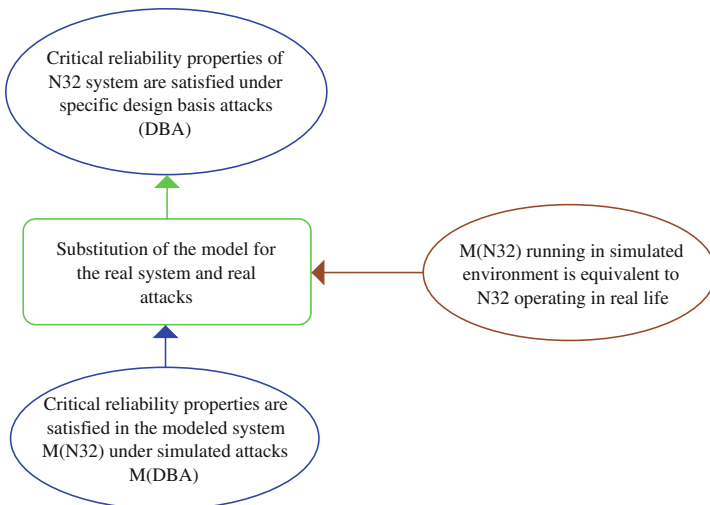 Critical reliability properties of
N32 system are satisfied under
specific design basis attacks
(DBA)
Substitution of the model for
the real system and real
attacks
M(N32) running in simulated
environment is equivalent to
N32 operating in real life
Critical reliability properties are
satisfied in the modeled system
M(N32) under simulated attacks
M(DBA)